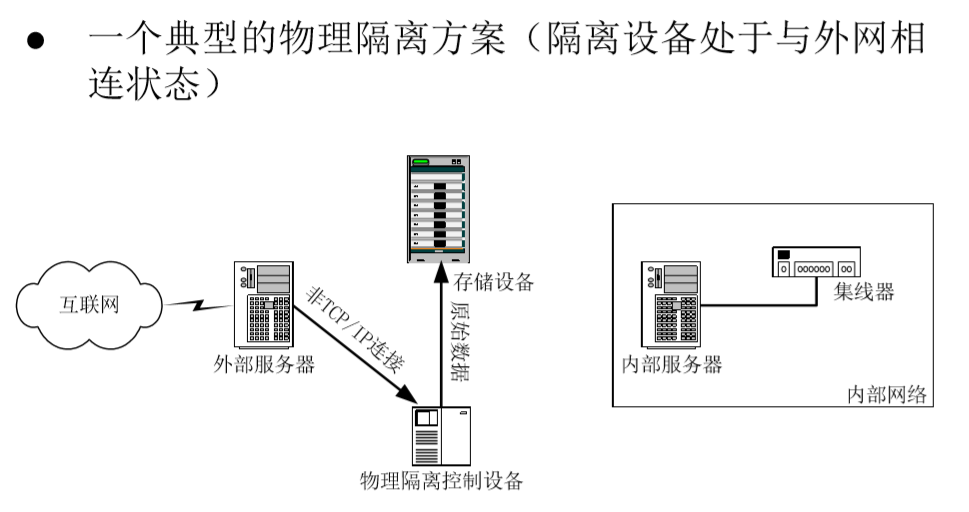 ● 一个典型的物理隔离方案（隔离设备处于与外网相
连状态）
存储设备
互联网
非TCP/IP连接
原始数据
集线器
外部服务器
内部服务器
内部网络
物理隔离控制设备